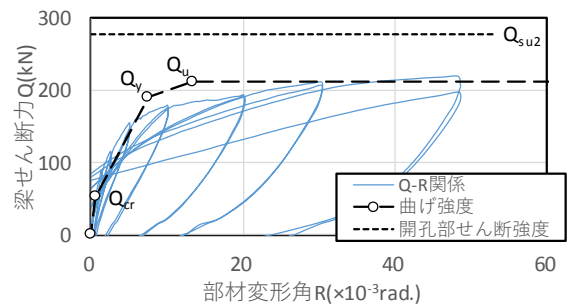 300
200
100
0
梁せん断力Q(kN)
Qsu2
Qu
Qy
Qcr
Q-R関係
曲げ強度
開孔部せん断強度
0
20
40
60
部材変形角R(×10⁻³rad.)